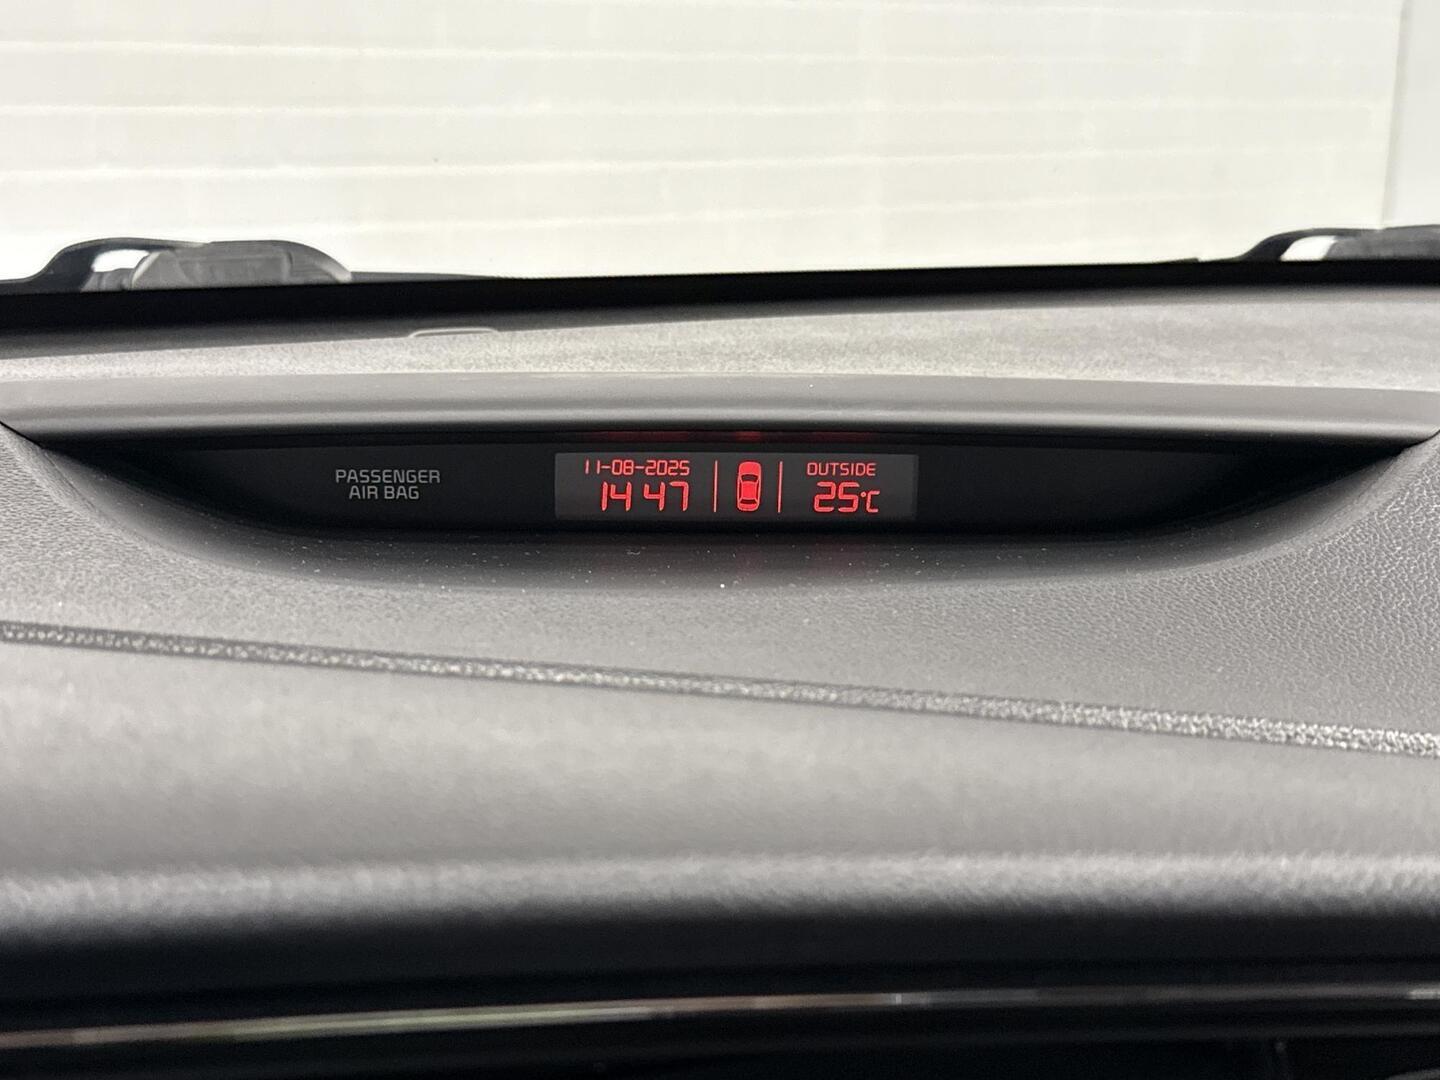 PASSENGER
AIR BAG
11-08-2025
14 47
OUTSIDE
25°C